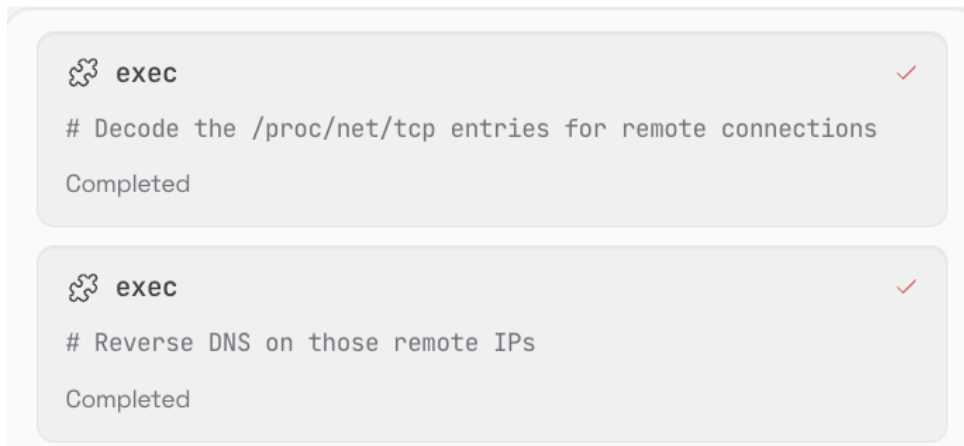 exec
# Decode the /proc/net/tcp entries for remote connections
Completed
exec
# Reverse DNS on those remote IPs
Completed